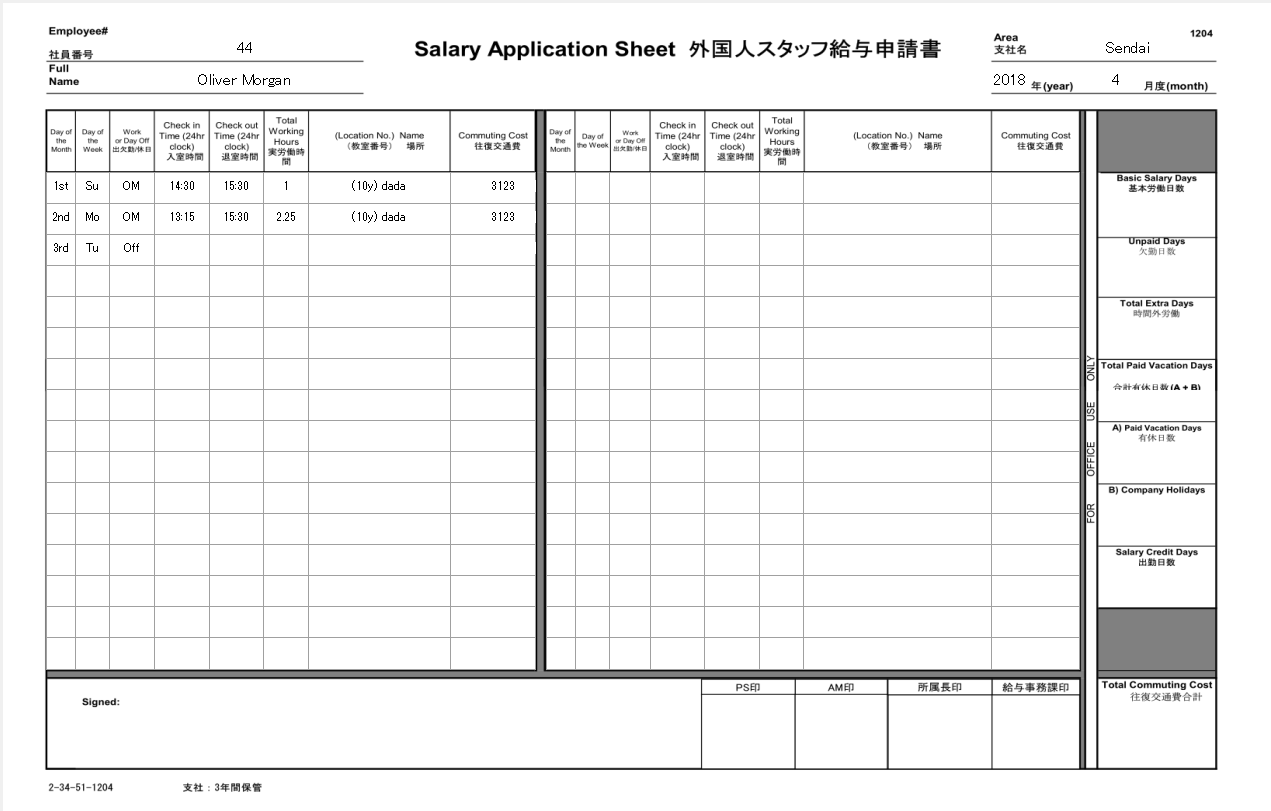 Employee#
社員番号 44
Full
Name Oliver Morgan
Salary Application Sheet 外国人スタッフ給与申請書
1204
Area
支社名 Sendai
2018 年(year) 4 月度(month)
Day of the Month
Day of the Week
Work or Day Off 出欠勤/休日
Check in Time (24hr clock) 入室時間
Check out Time (24hr clock) 退室時間
Total Working Hours 実労働時間
(Location No.) Name
（教室番号） 場所
Commuting Cost
往復交通費
Day of the Month
Day of the Week
Work or Day Off 出欠勤/休日
Check in Time (24hr clock) 入室時間
Check out Time (24hr clock) 退室時間
Total Working Hours 実労働時間
(Location No.) Name
（教室番号） 場所
Commuting Cost
往復交通費
1st Su OM 14:30 15:30 1 (10y) dada 3123
2nd Mo OM 13:15 15:30 2.25 (10y) dada 3123
3rd Tu Off
FOR OFFICE USE ONLY
Basic Salary Days
基本労働日数
Unpaid Days
欠勤日数
Total Extra Days
時間外労働
Total Paid Vacation Days
合計有休日数(A + B)
A) Paid Vacation Days
有休日数
B) Company Holidays
Salary Credit Days
出勤日数
Total Commuting Cost
往復交通費合計
Signed:
PS印 AM印 所属長印 給与事務課印
2-34-51-1204 支社：3年間保管